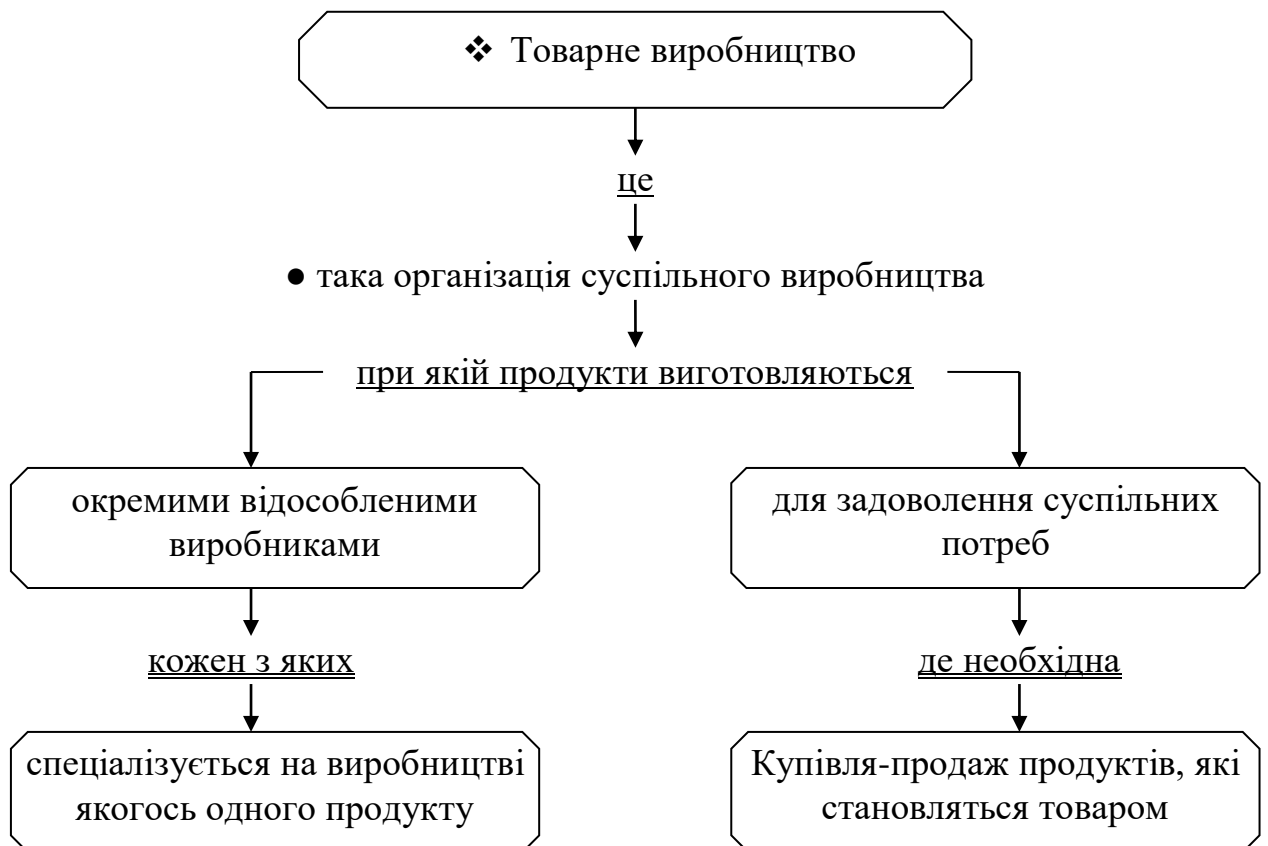 ❖ Товарне виробництво
це
● така організація суспільного виробництва
при якій продукти виготовляються
окремими відособленими
виробниками
для задоволення суспільних
потреб
кожен з яких
де необхідна
спеціалізується на виробництві
якогось одного продукту
Купівля-продаж продуктів, які
становляться товаром